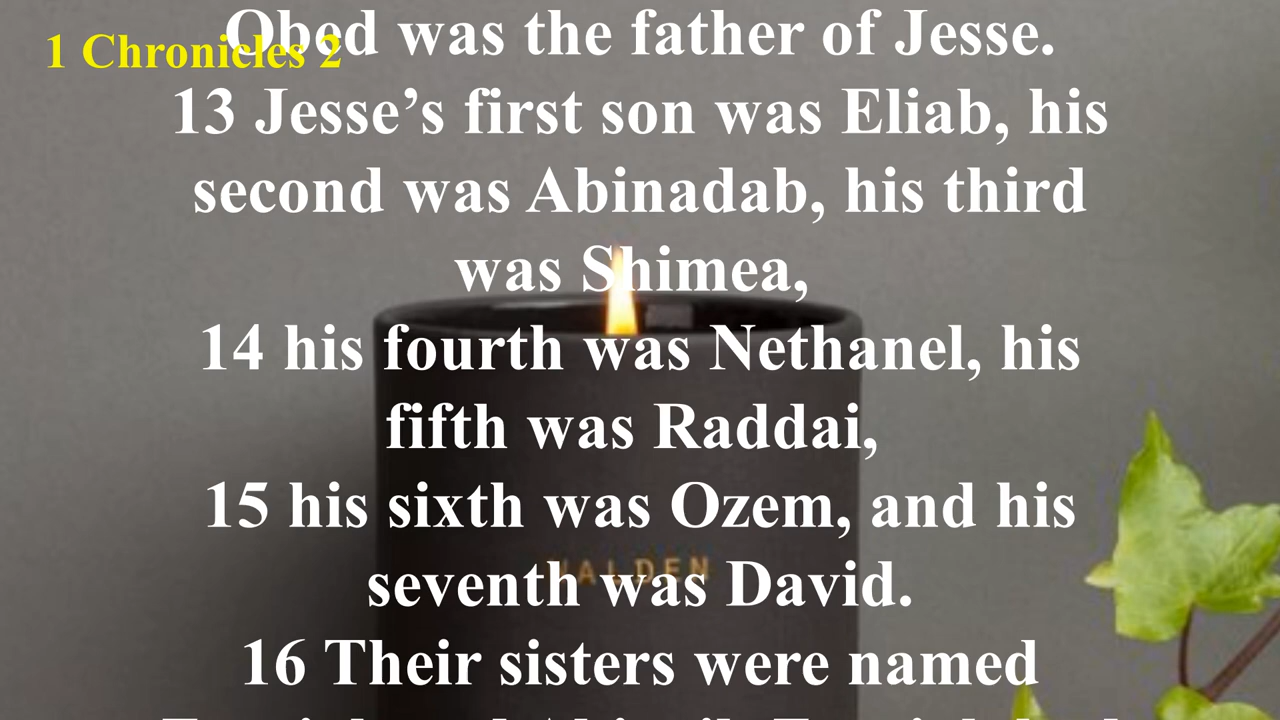 Obed was the father of Jesse.
1 Chronicles 2
13 Jesse’s first son was Eliab, his
second was Abinadab, his third
was Shimea,
14 his fourth was Nethanel, his
fifth was Raddai,
15 his sixth was Ozem, and his
seventh was David.
16 Their sisters were named